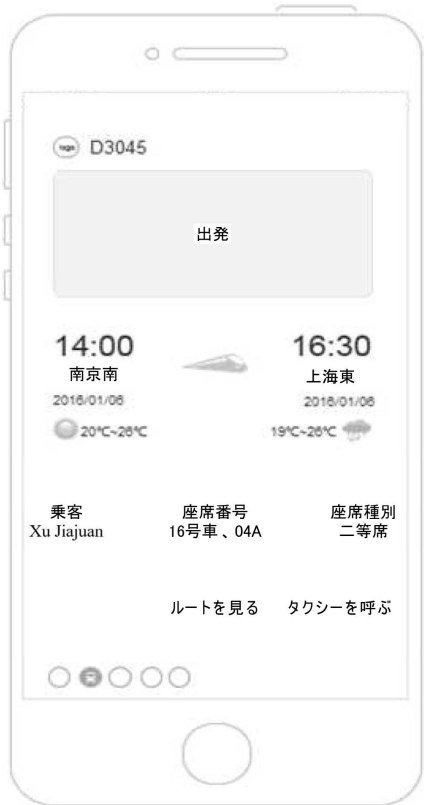 logo D3045
出発
14:00 16:30
南京南 上海東
2016/01/06 2016/01/06
20℃~26℃ 19℃~26℃
乗客 座席番号 座席種別
Xu Jiajuan 16号車、04A 二等席
ルートを見る タクシーを呼ぶ